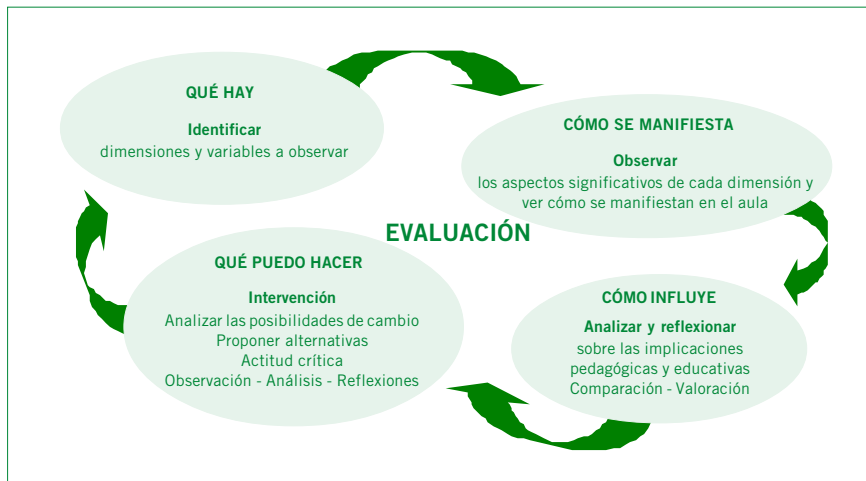 QUÉ HAY
Identificar
dimensiones y variables a observar
CÓMO SE MANIFIESTA
Observar
los aspectos significativos de cada dimensión y
ver cómo se manifiestan en el aula
EVALUACIÓN
QUÉ PUEDO HACER
Intervención
Analizar las posibilidades de cambio
Proponer alternativas
Actitud crítica
Observación - Análisis - Reflexiones
CÓMO INFLUYE
Analizar y reflexionar
sobre las implicaciones
pedagógicas y educativas
Comparación - Valoración